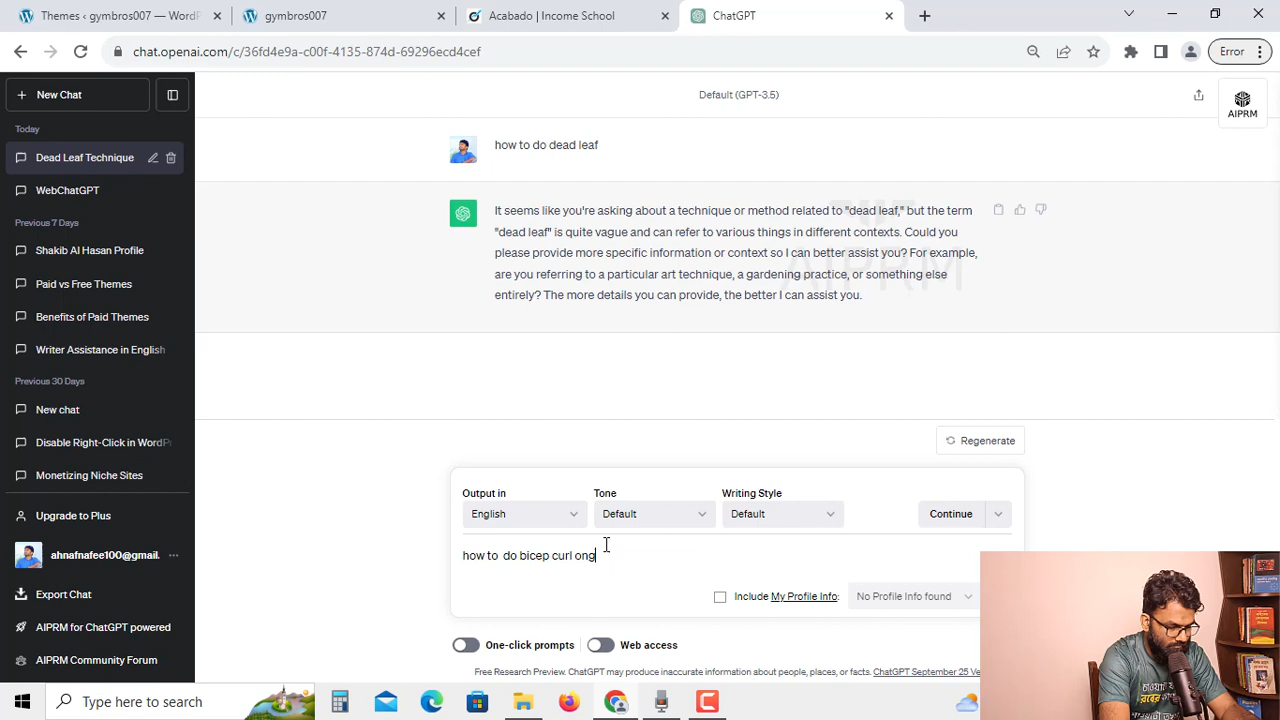 Themes < gymbros007 — WordP
gymbros007
Acabado | Income School
ChatGPT
chat.openai.com/c/36fd4e9a-c00f-4135-874d-69296ecd4cef
Error
New Chat
Default (GPT-3.5)
AIPRM
Today
Dead Leaf Technique
WebChatGPT
Previous 7 Days
Shakib Al Hasan Profile
Paid vs Free Themes
Benefits of Paid Themes
Writer Assistance in English
Previous 30 Days
New chat
Disable Right-Click in WordPr
Monetizing Niche Sites
Upgrade to Plus
ahnafnafee100@gmail.
Export Chat
AIPRM for ChatGPT powered
AIPRM Community Forum
how to do dead leaf
It seems like you're asking about a technique or method related to "dead leaf," but the term
"dead leaf" is quite vague and can refer to various things in different contexts. Could you
please provide more specific information or context so I can better assist you? For example,
are you referring to a particular art technique, a gardening practice, or something else
entirely? The more details you can provide, the better I can assist you.
AIPRM
Regenerate
Output in
Tone
Writing Style
English
Default
Default
Continue
how to  do bicep curl ong
Include My Profile Info:
No Profile Info found
One-click prompts
Web access
Free Research Preview. ChatGPT may produce inaccurate information about people, places, or facts. ChatGPT September 25 Ve
Type here to search